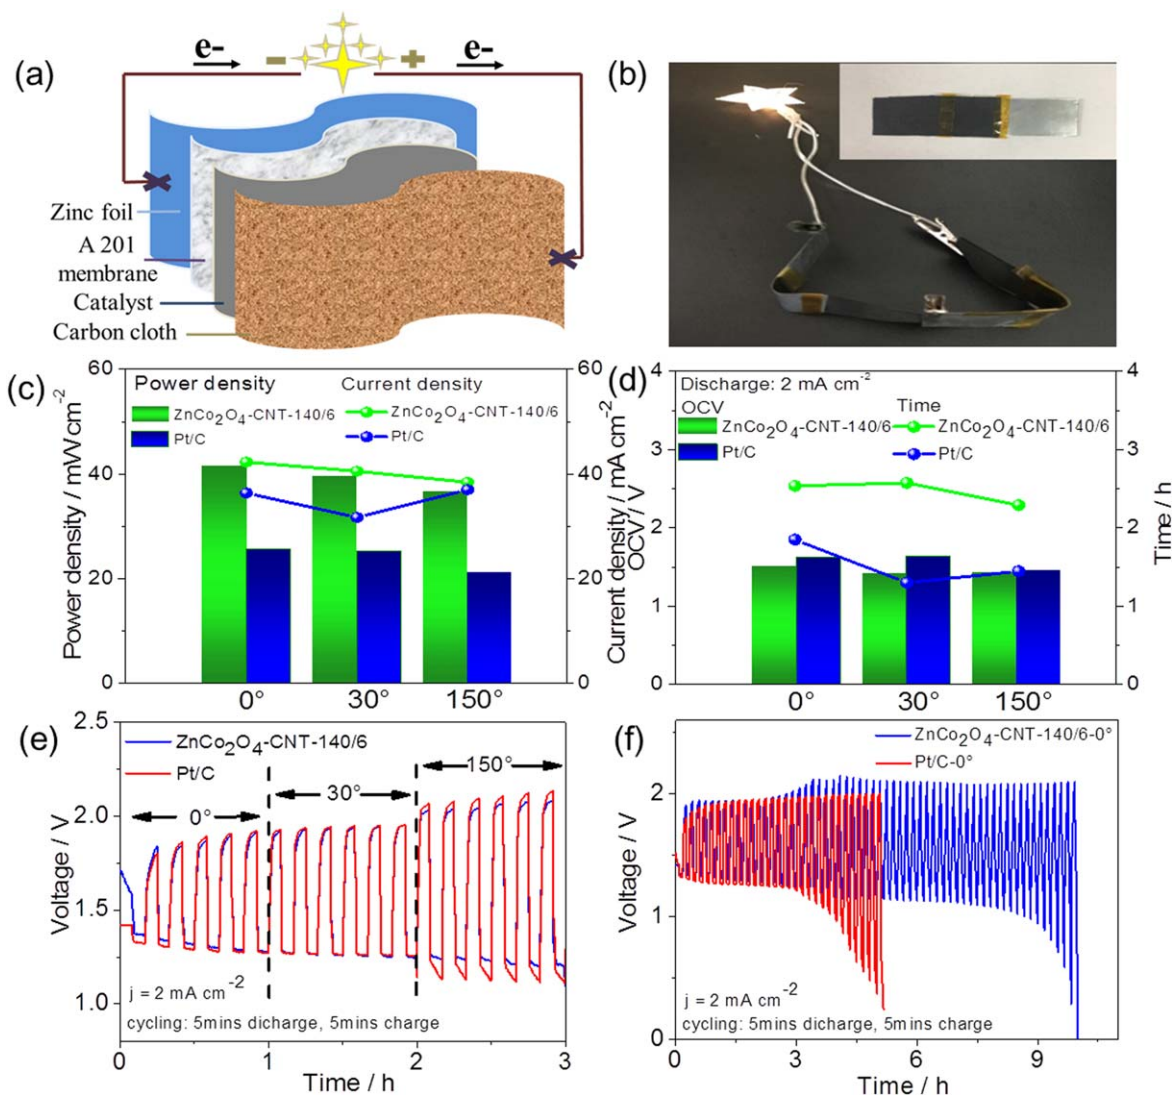 (a)
e-
−
+
e-
Zinc foil
A 201
membrane
Catalyst
Carbon cloth
(b)
(c)
Power density / mWcm⁻²
60
40
20
0
Power density
ZnCo₂O₄-CNT-140/6
Pt/C
Current density
ZnCo₂O₄-CNT-140/6
Pt/C
0°
30°
150°
60
40
20
0
Current density / mA cm⁻²
(d)
OCV / V
4
3
2
1
0
Discharge: 2 mA cm⁻²
OCV
ZnCo₂O₄-CNT-140/6
Pt/C
Time
ZnCo₂O₄-CNT-140/6
Pt/C
0°
30°
150°
4
3
2
1
0
Time / h
(e)
Voltage / V
2.5
2.0
1.5
1.0
ZnCo₂O₄-CNT-140/6
Pt/C
0°
30°
150°
j = 2 mA cm⁻²
cycling: 5mins dicharge, 5mins charge
0
1
2
3
Time / h
(f)
Voltage / V
2
1
0
ZnCo₂O₄-CNT-140/6-0°
Pt/C-0°
j = 2 mA cm⁻²
cycling: 5mins dicharge, 5mins charge
0
3
6
9
Time / h